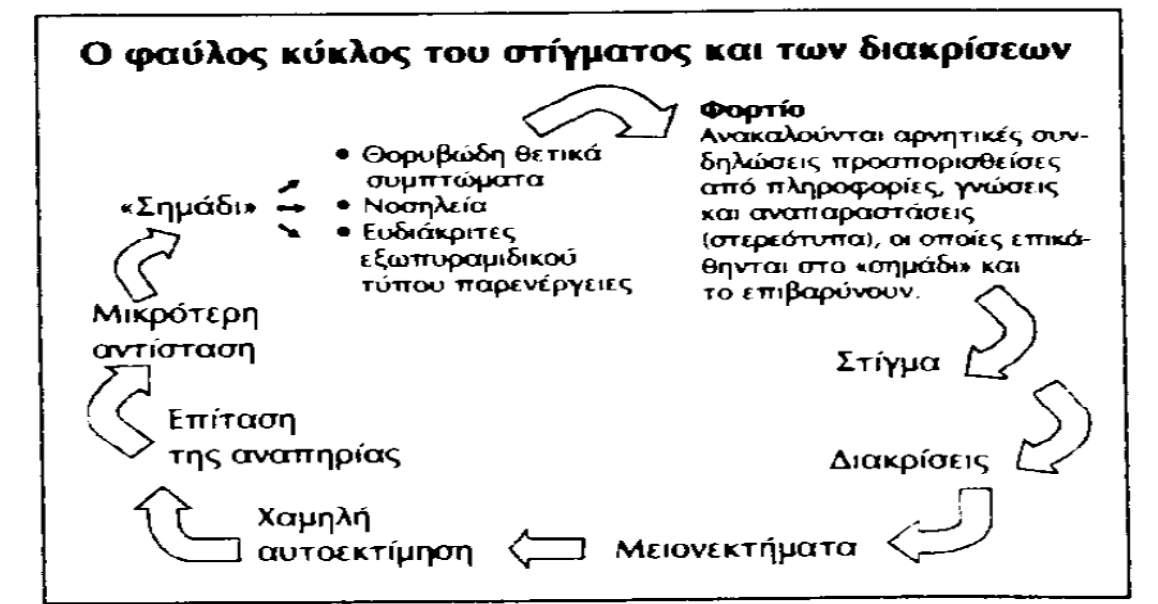 Ο φαύλος κύκλος του στίγματος και των διακρίσεων
«Σημάδι»
• Θορυβώδη θετικά
συμπτώματα
• Νοσηλεία
• Ευδιάκριτες
εξωπυραμιδικού
τύπου παρενέργειες
Φορτίο
Ανακαλούνται αρνητικές συν-
δηλώσεις προσπορισθείσες
από πληροφορίες, γνώσεις
και αναπαραστάσεις
(στερεότυπα), οι οποίες επικά-
θηνται στο «σημάδι» και
το επιβαρύνουν.
Στίγμα
Διακρίσεις
Μειονεκτήματα
Χαμηλή
αυτοεκτίμηση
Επίταση
της αναπηρίας
Μικρότερη
αντίσταση